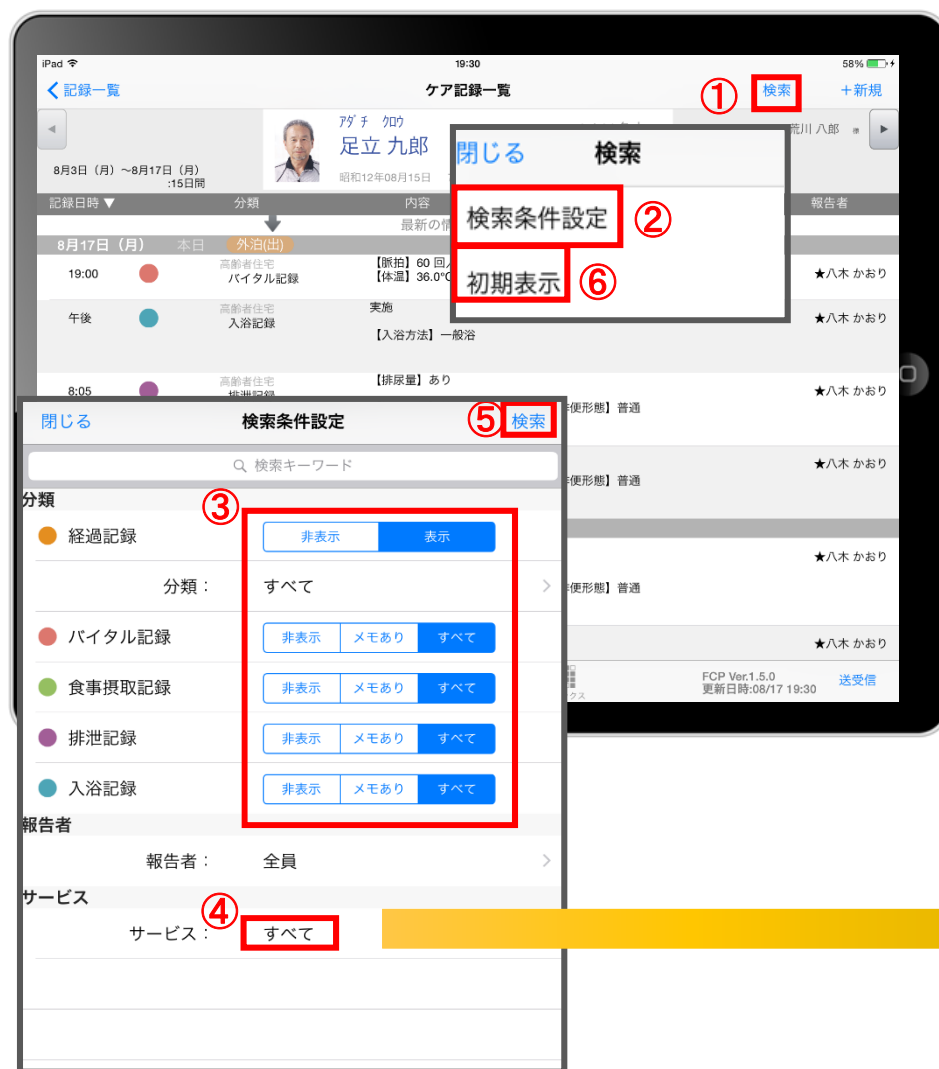 iPad 19:30 58%
記録一覧 ケア記録一覧 ① 検索 +新規
アダチ クロウ
足立 九郎
昭和12年08月15日
荒川 八郎 様
8月3日（月）～8月17日（月）
:15日間
閉じる 検索
検索条件設定 ②
初期表示 ⑥
記録日時▼ 分類 内容 報告者
最新の情
8月17日（月） 本日 外泊(出)
19:00 高齢者住宅 バイタル記録 【脈拍】60 回 ★八木 かおり
【体温】36.0℃
午後 高齢者住宅 入浴記録 実施 ★八木 かおり
【入浴方法】一般浴
8:05 高齢者住宅 排泄記録 【排尿量】あり ★八木 かおり
便形態】普通
★八木 かおり
便形態】普通
★八木 かおり
便形態】普通
★八木 かおり
クス
FCP Ver.1.5.0
更新日時:08/17 19:30 送受信
閉じる 検索条件設定 ⑤ 検索
検索キーワード
分類
③
経過記録 非表示 表示
分類： すべて
バイタル記録 非表示 メモあり すべて
食事摂取記録 非表示 メモあり すべて
排泄記録 非表示 メモあり すべて
入浴記録 非表示 メモあり すべて
報告者
報告者： 全員
サービス
④
サービス： すべて